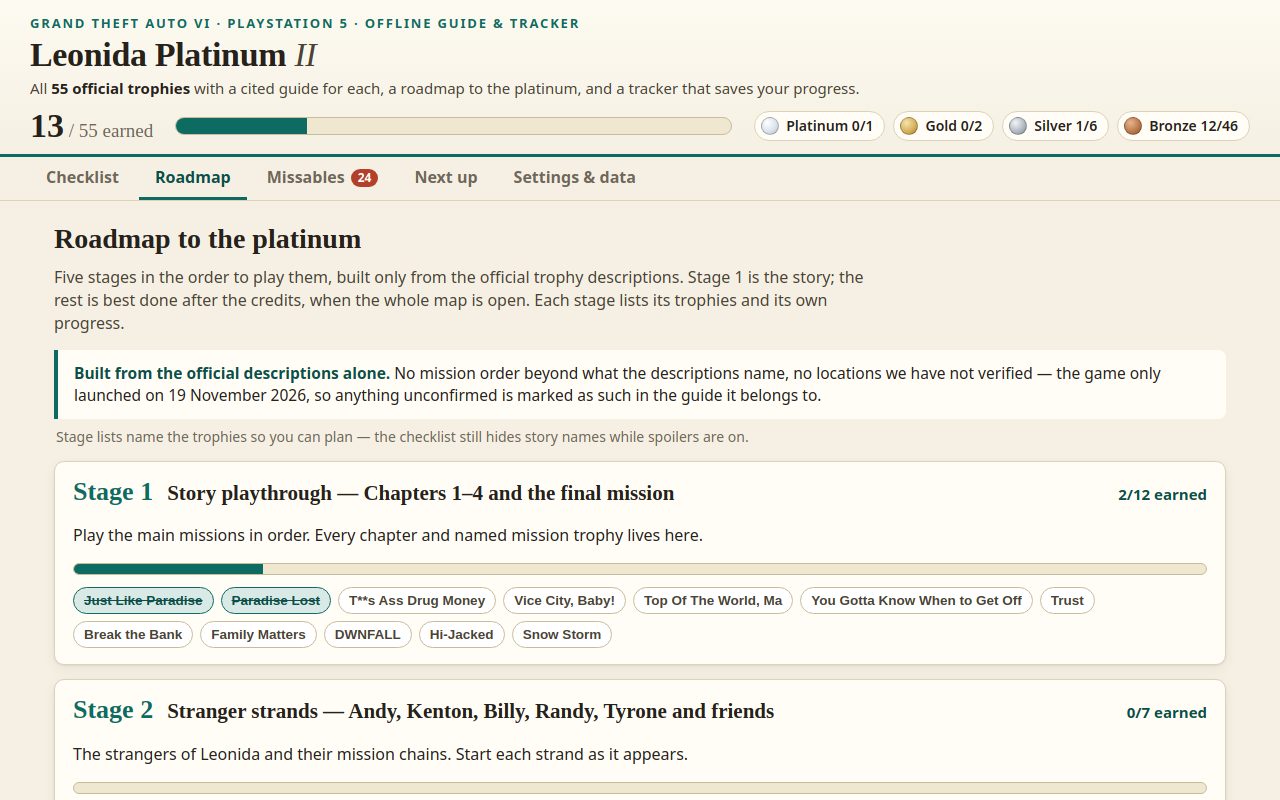 GRAND THEFT AUTO VI · PLAYSTATION 5 · OFFLINE GUIDE & TRACKER
Leonida Platinum II
All 55 official trophies with a cited guide for each, a roadmap to the platinum, and a tracker that saves your progress.
13 / 55 earned
Platinum 0/1
Gold 0/2
Silver 1/6
Bronze 12/46
Checklist
Roadmap
Missables 24
Next up
Settings & data
Roadmap to the platinum
Five stages in the order to play them, built only from the official trophy descriptions. Stage 1 is the story; the
rest is best done after the credits, when the whole map is open. Each stage lists its trophies and its own
progress.
Built from the official descriptions alone. No mission order beyond what the descriptions name, no locations we have not verified — the game only
launched on 19 November 2026, so anything unconfirmed is marked as such in the guide it belongs to.
Stage lists name the trophies so you can plan — the checklist still hides story names while spoilers are on.
Stage 1 Story playthrough — Chapters 1–4 and the final mission
2/12 earned
Play the main missions in order. Every chapter and named mission trophy lives here.
Just Like Paradise
Paradise Lost
T**s Ass Drug Money
Vice City, Baby!
Top Of The World, Ma
You Gotta Know When to Get Off
Trust
Break the Bank
Family Matters
DWNFALL
Hi-Jacked
Snow Storm
Stage 2 Stranger strands — Andy, Kenton, Billy, Randy, Tyrone and friends
0/7 earned
The strangers of Leonida and their mission chains. Start each strand as it appears.